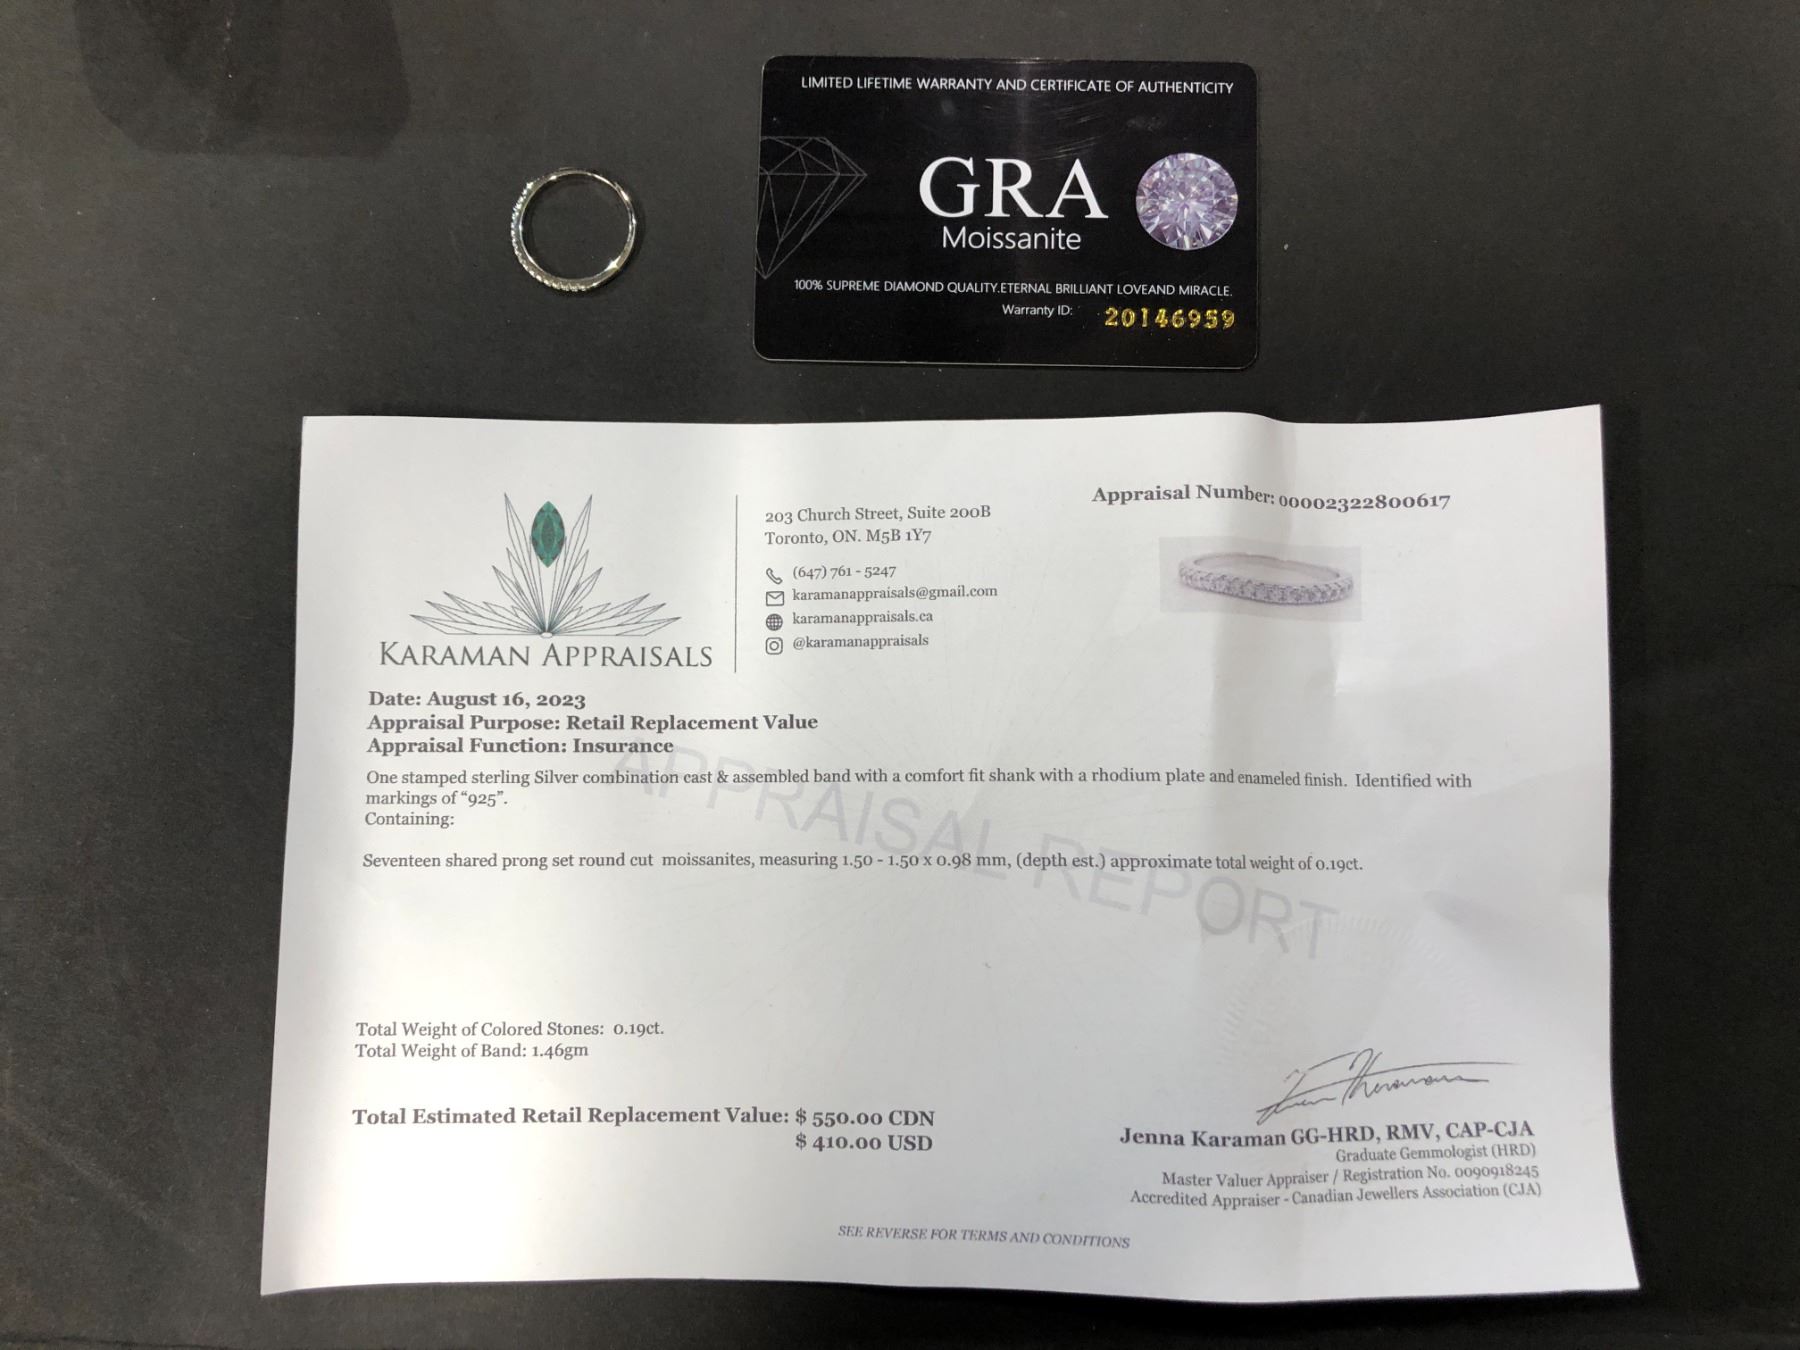 LIMITED LIFETIME WARRANTY AND CERTIFICATE OF AUTHENTICITY
GRA
Moissanite
100% SUPREME DIAMOND QUALITY.ETERNAL BRILLIANT LOVEAND MIRACLE.
Warranty ID: 20146959
KARAMAN APPRAISALS
203 Church Street, Suite 200B
Toronto, ON. M5B 1Y7
(647) 761 - 5247
karamanappraisals@gmail.com
karamanappraisals.ca
@karamanappraisals
Appraisal Number: 00002322800617
Date: August 16, 2023
Appraisal Purpose: Retail Replacement Value
Appraisal Function: Insurance
One stamped sterling Silver combination cast & assembled band with a comfort fit shank with a rhodium plate and enameled finish. Identified with
markings of “925”.
Containing:
Seventeen shared prong set round cut moissanites, measuring 1.50 - 1.50 x 0.98 mm, (depth est.) approximate total weight of 0.19ct.
APPRAISAL REPORT
Total Weight of Colored Stones: 0.19ct.
Total Weight of Band: 1.46gm
Total Estimated Retail Replacement Value: $ 550.00 CDN
$ 410.00 USD
Jenna Karaman GG-HRD, RMV, CAP-CJA
Graduate Gemmologist (HRD)
Master Valuer Appraiser / Registration No. 0090918245
Accredited Appraiser - Canadian Jewellers Association (CJA)
SEE REVERSE FOR TERMS AND CONDITIONS